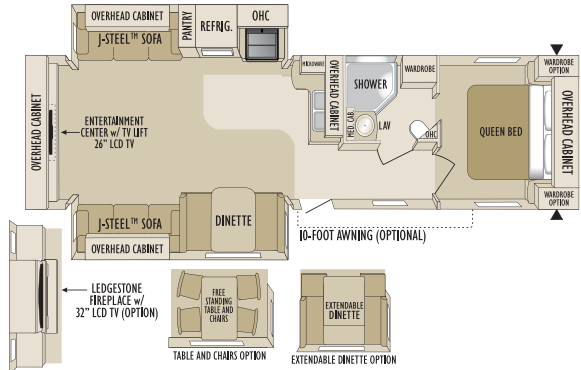 OVERHEAD CABINET
J-STEEL™ SOFA
PANTRY
REFRIG.
OHC
OVERHEAD CABINET
ENTERTAINMENT
CENTER w/ TV LIFT
26" LCD TV
MICROWAVE
OVERHEAD CABINET
SHOWER
MED. CAB.
LAV
WARDROBE
OHC
QUEEN BED
WARDROBE
OPTION
OVERHEAD CABINET
WARDROBE
OPTION
J-STEEL™ SOFA
OVERHEAD CABINET
DINETTE
10-FOOT AWNING (OPTIONAL)
LEDGESTONE
FIREPLACE w/
32" LCD TV (OPTION)
FREE
STANDING
TABLE AND
CHAIRS
TABLE AND CHAIRS OPTION
EXTENDABLE
DINETTE
EXTENDABLE DINETTE OPTION